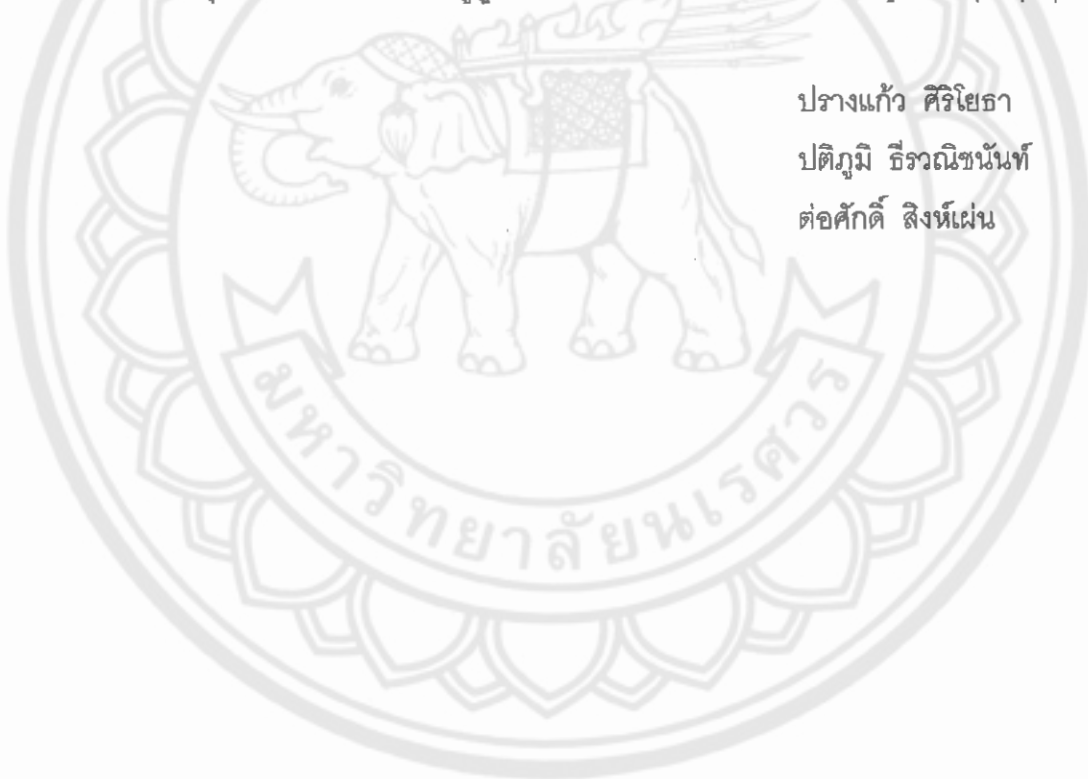 ปรางแก้ว ศิริโยธา
ปติภูมิ ธีรวณิชนันท์
ต่อศักดิ์ สิงห์เผ่น
มหาวิทยาลัยนเรศวร